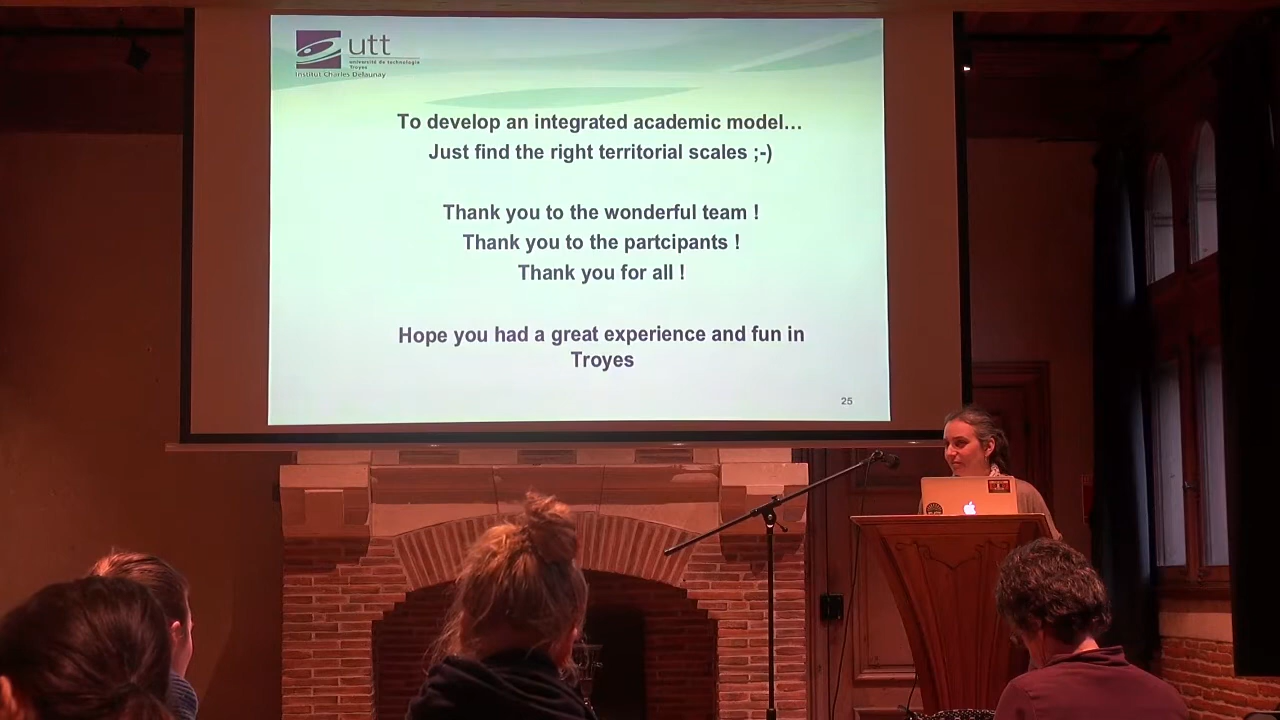 utt
université de technologie
Troyes
Institut Charles Delaunay
To develop an integrated academic model…
Just find the right territorial scales ;-)
Thank you to the wonderful team !
Thank you to the partcipants !
Thank you for all !
Hope you had a great experience and fun in
Troyes
25